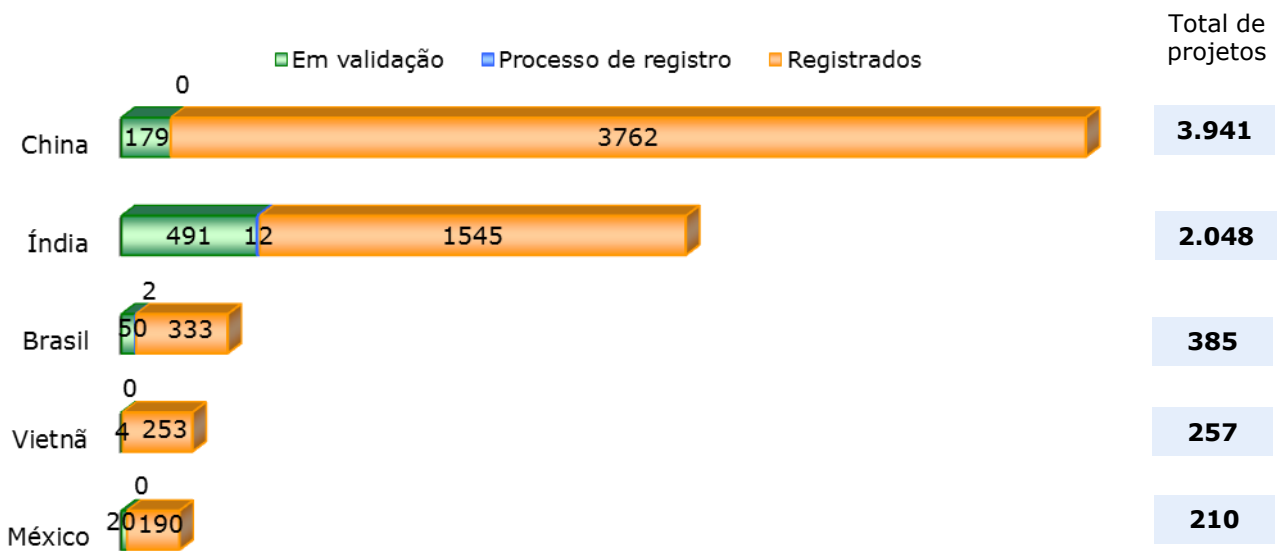 Total de
projetos
Em validação Processo de registro Registrados
0
China 179 3762 3.941
Índia 491 12 1545 2.048
2
Brasil 50 333 385
0
Vietnã 4 253 257
0
México 20 190 210